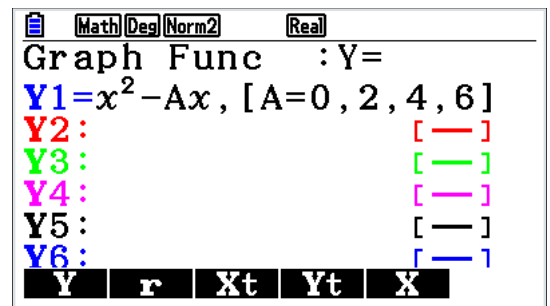 Math Deg Norm2 Real
Graph Func :Y=
Y1=x²−Ax,[A=0,2,4,6]
Y2: [—]
Y3: [—]
Y4: [—]
Y5: [—]
Y6: [—]
Y r Xt Yt X